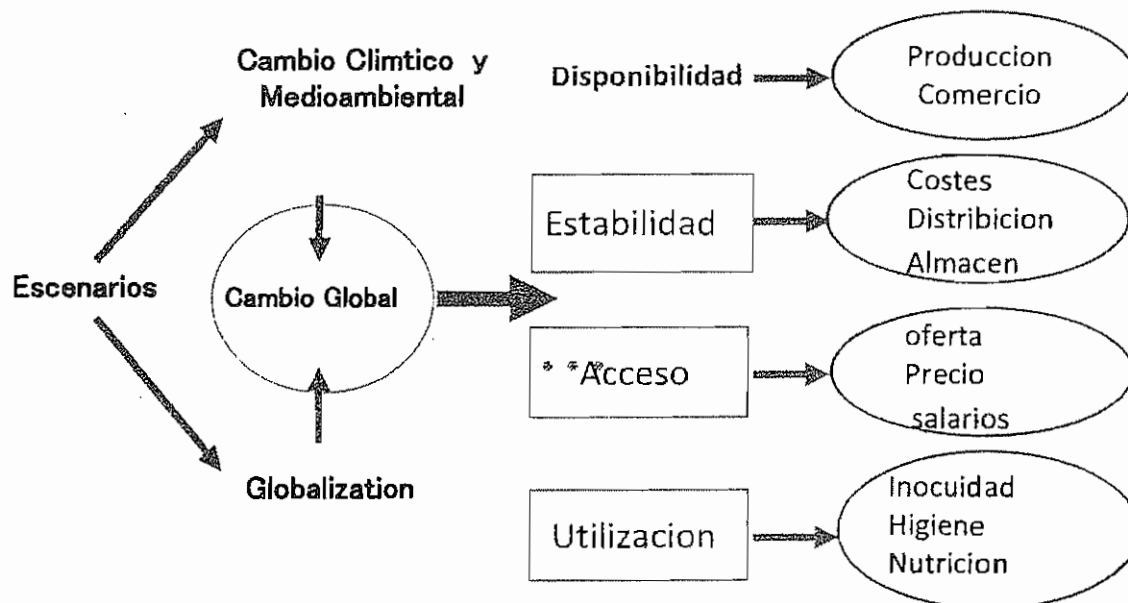 Cambio Climtico y
Medioambiental
Escenarios
Cambio Global
Globalization
Disponibilidad
Produccion
Comercio
Estabilidad
Costes
Distribicion
Almacen
Acceso
oferta
Precio
salarios
Utilizacion
Inocuidad
Higiene
Nutricion